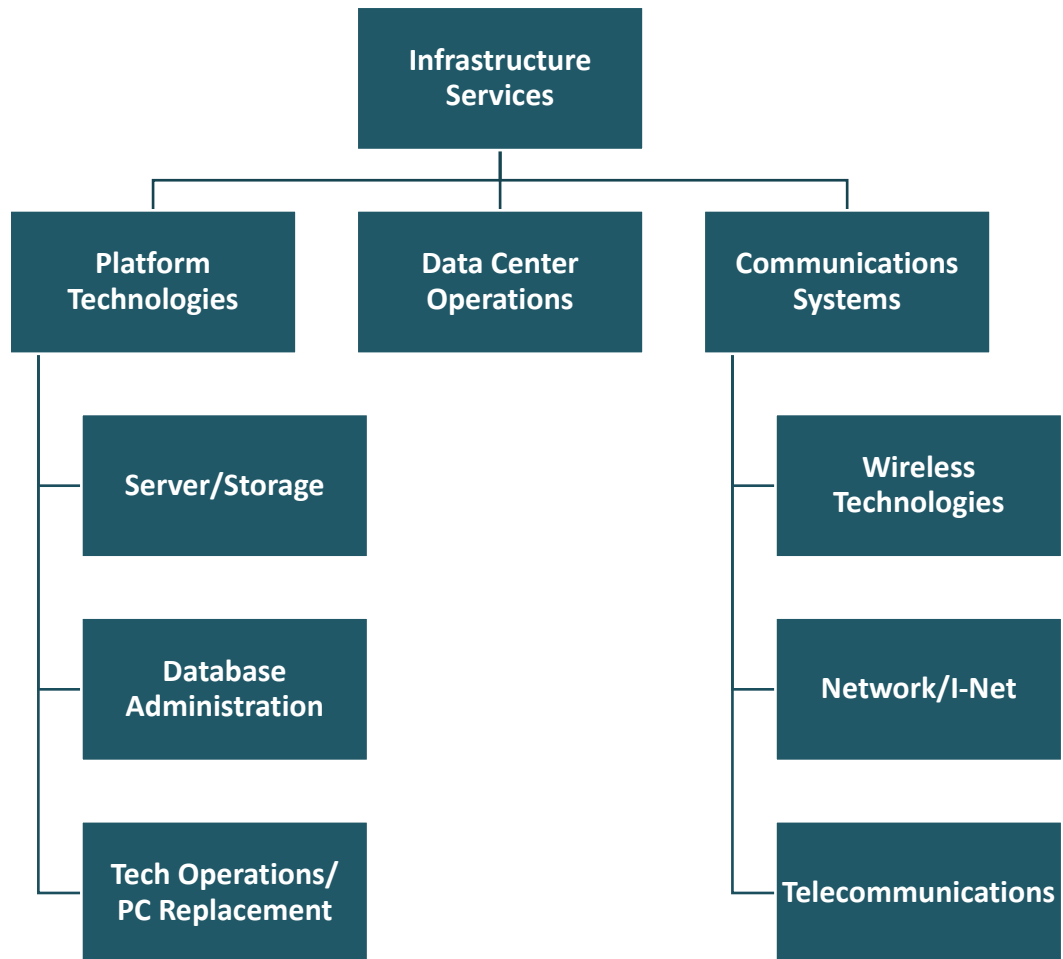 Infrastructure
Services
Platform
Technologies
Data Center
Operations
Communications
Systems
Server/Storage
Database
Administration
Tech Operations/
PC Replacement
Wireless
Technologies
Network/I-Net
Telecommunications